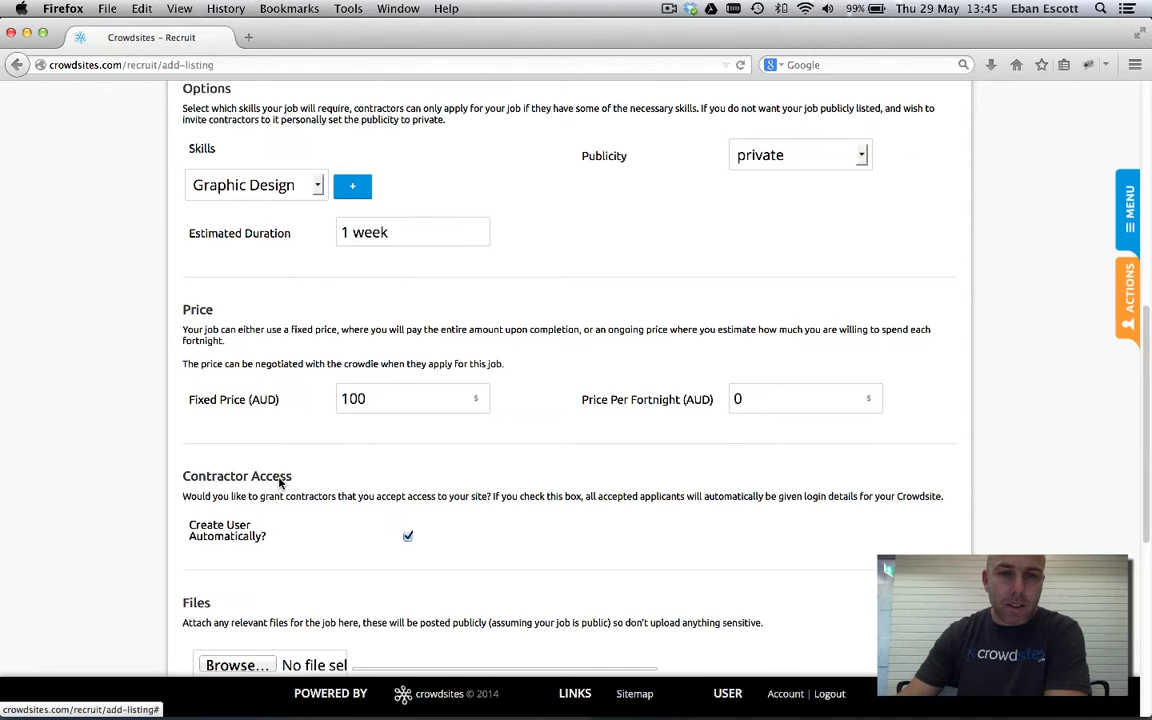 Firefox File Edit View History Bookmarks Tools Window Help 99% Thu 29 May 13:45 Eban Escott
Crowdsites – Recruit
crowdsites.com/recruit/add-listing Google
Options
Select which skills your job will require, contractors can only apply for your job if they have some of the necessary skills. If you do not want your job publicly listed, and wish to
invite contractors to it personally set the publicity to private.
Skills
Publicity private
Graphic Design +
Estimated Duration 1 week
MENU
ACTIONS
Price
Your job can either use a fixed price, where you will pay the entire amount upon completion, or an ongoing price where you estimate how much you are willing to spend each
fortnight.
The price can be negotiated with the crowdie when they apply for this job.
Fixed Price (AUD) 100 $ Price Per Fortnight (AUD) 0 $
Contractor Access
Would you like to grant contractors that you accept access to your site? If you check this box, all accepted applicants will automatically be given login details for your Crowdsite.
Create User
Automatically?
Files
Attach any relevant files for the job here, these will be posted publicly (assuming your job is public) so don't upload anything sensitive.
Browse... No file sel
crowdsites
POWERED BY crowdsites © 2014 LINKS Sitemap USER Account | Logout
crowdsites.com/recruit/add-listing#